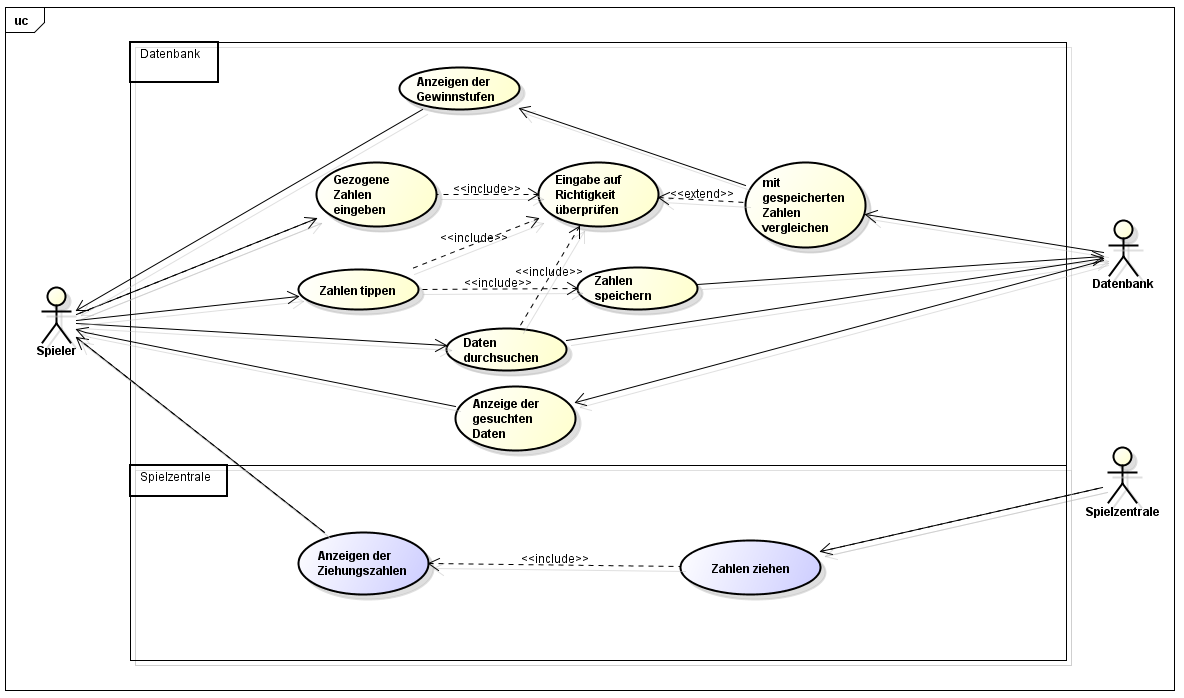 uc
Datenbank
Anzeigen der
Gewinnstufen
Gezogene
Zahlen
eingeben
<<include>>
Eingabe auf
Richtigkeit
überprüfen
<<extend>>
mit
gespeicherten
Zahlen
vergleichen
<<include>>
<<include>>
<<include>>
Zahlen tippen
Zahlen
speichern
Datenbank
Spieler
Daten
durchsuchen
Anzeige der
gesuchten
Daten
Spielzentrale
Spielzentrale
Anzeigen der
Ziehungszahlen
<<include>>
Zahlen ziehen